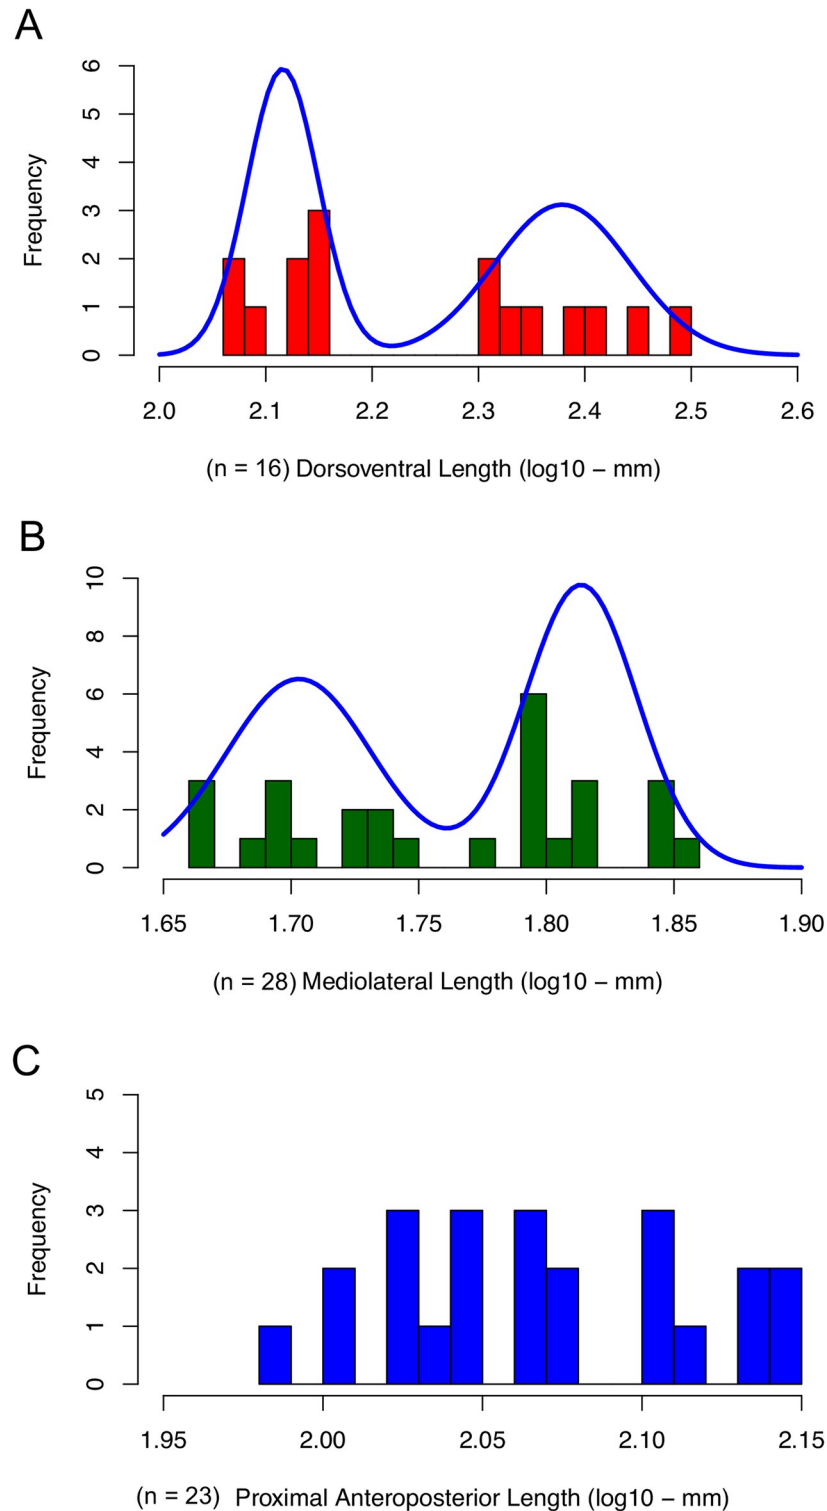 A
Frequency
6
5
4
3
2
1
0
2.0 2.1 2.2 2.3 2.4 2.5 2.6
(n = 16) Dorsoventral Length (log10 − mm)
B
Frequency
10
8
6
4
2
0
1.65 1.70 1.75 1.80 1.85 1.90
(n = 28) Mediolateral Length (log10 − mm)
C
Frequency
5
4
3
2
1
0
1.95 2.00 2.05 2.10 2.15
(n = 23) Proximal Anteroposterior Length (log10 − mm)